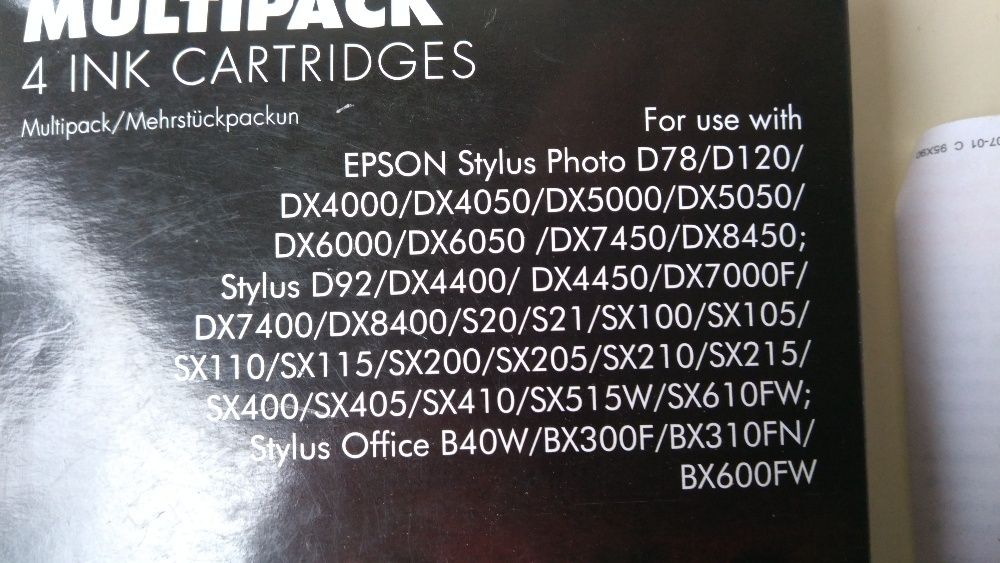 MULTIPACK
4 INK CARTRIDGES
Multipack/Mehrstückpackun
For use with
EPSON Stylus Photo D78/D120/
DX4000/DX4050/DX5000/DX5050/
DX6000/DX6050 /DX7450/DX8450;
Stylus D92/DX4400/ DX4450/DX7000F/
DX7400/DX8400/S20/S21/SX100/SX105/
SX110/SX115/SX200/SX205/SX210/SX215/
SX400/SX405/SX410/SX515W/SX610FW;
Stylus Office B40W/BX300F/BX310FN/
BX600FW